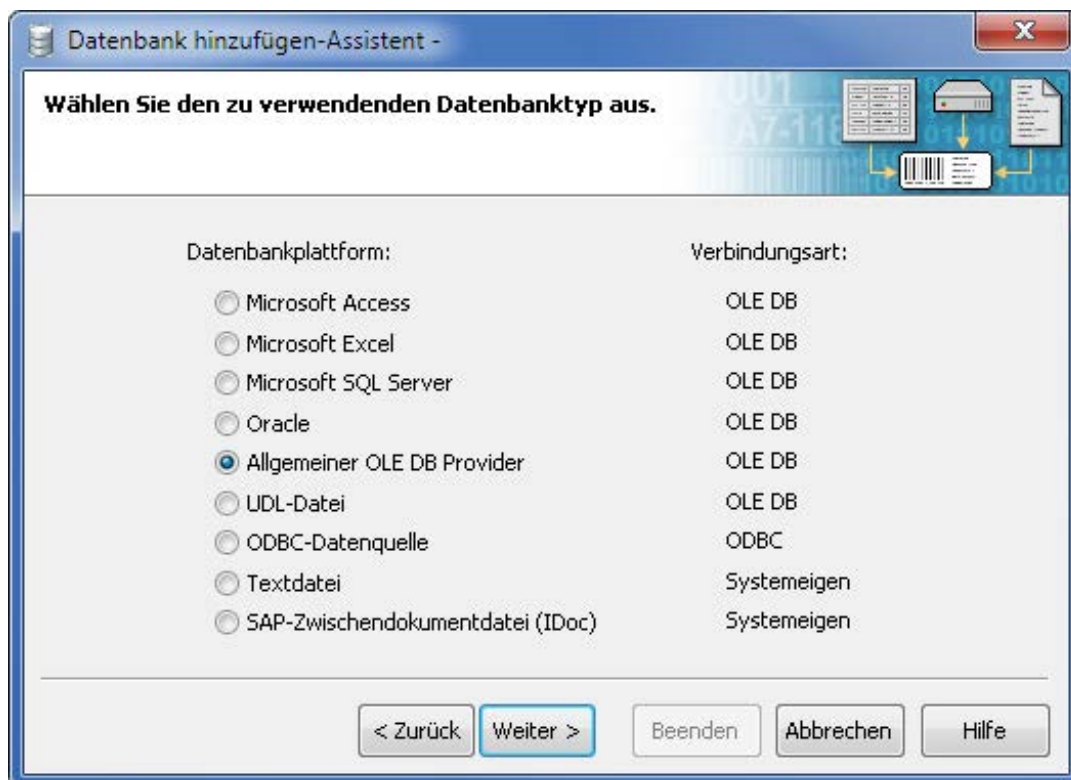 Datenbank hinzufügen-Assistent -
Wählen Sie den zu verwendenden Datenbanktyp aus.
Datenbankplattform: Verbindungsart:
Microsoft Access OLE DB
Microsoft Excel OLE DB
Microsoft SQL Server OLE DB
Oracle OLE DB
Allgemeiner OLE DB Provider OLE DB
UDL-Datei OLE DB
ODBC-Datenquelle ODBC
Textdatei Systemeigen
SAP-Zwischendokumentdatei (IDoc) Systemeigen
< Zurück Weiter > Beenden Abbrechen Hilfe